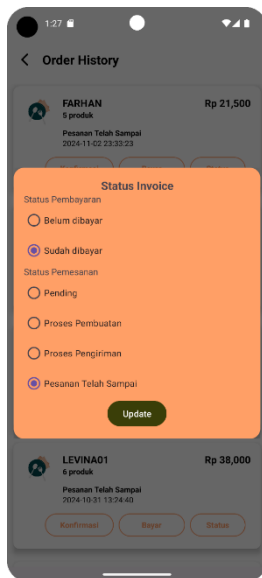 1:27
Order History
FARHAN
Rp 21,500
5 produk
Pesanan Telah Sampai
2024-11-02 23:33:23
Status Invoice
Status Pembayaran
Belum dibayar
Sudah dibayar
Status Pemesanan
Pending
Proses Pembuatan
Proses Pengiriman
Pesanan Telah Sampai
Update
LEVINA01
Rp 38,000
6 produk
Pesanan Telah Sampai
2024-10-31 13:24:40
Konfirmasi
Bayar
Status